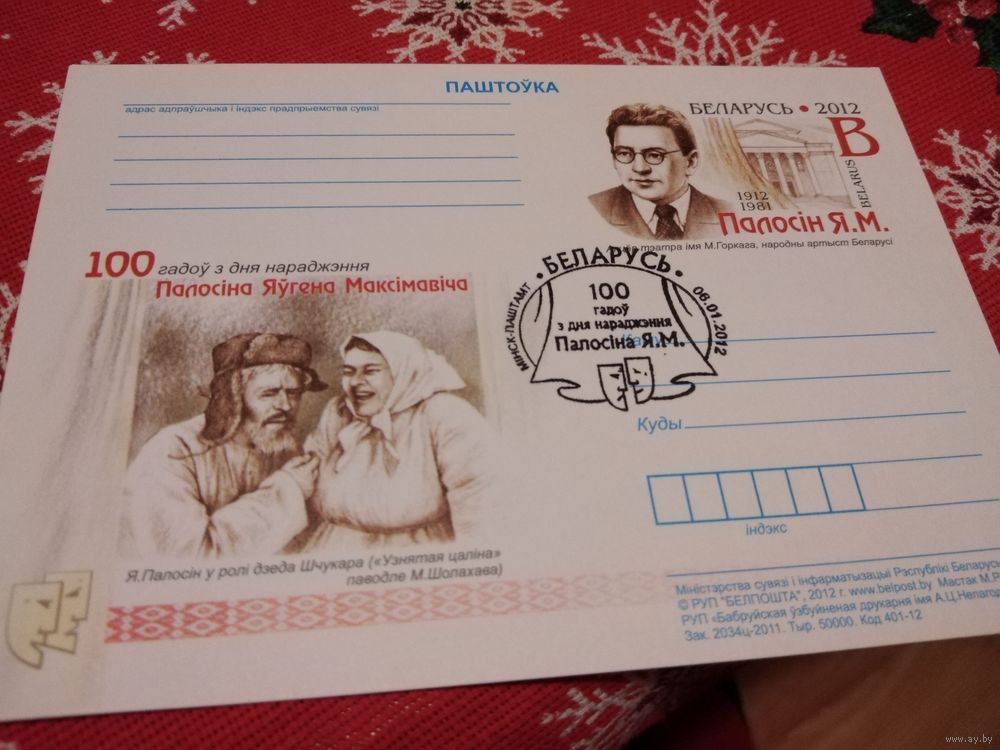 ПАШТОЎКА
адрас адпраўшчыка і індэкс прадпрыемства сувязі
БЕЛАРУСЬ • 2012
B
BELARUS
1912
1981
Палосін Я.М.
тэатра імя М.Горкага, народны артыст Беларусі
100 гадоў з дня нараджэння
Палосіна Яўгена Максімавіча
• БЕЛАРУСЬ •
МІНСК-ПАШТАМТ
06.01.2012
100
гадоў
з дня нараджэння
Палосіна Я.М.
Куды
індэкс
Я.Палосін у ролі дзеда Шчукара («Узнятая цаліна»
паводле М.Шолахава)
Міністэрства сувязі і інфарматызацыі Рэспублікі Беларусь
© РУП "БЕЛПОШТА", 2012 г. www.belpost.by Мастак М.Р
РУП «Бабруйская ўзбуйненая друкарня імя А.Ц.Непагог
Зак. 2034ц-2011. Тыр. 50000. Код 401-12
www.ay.by